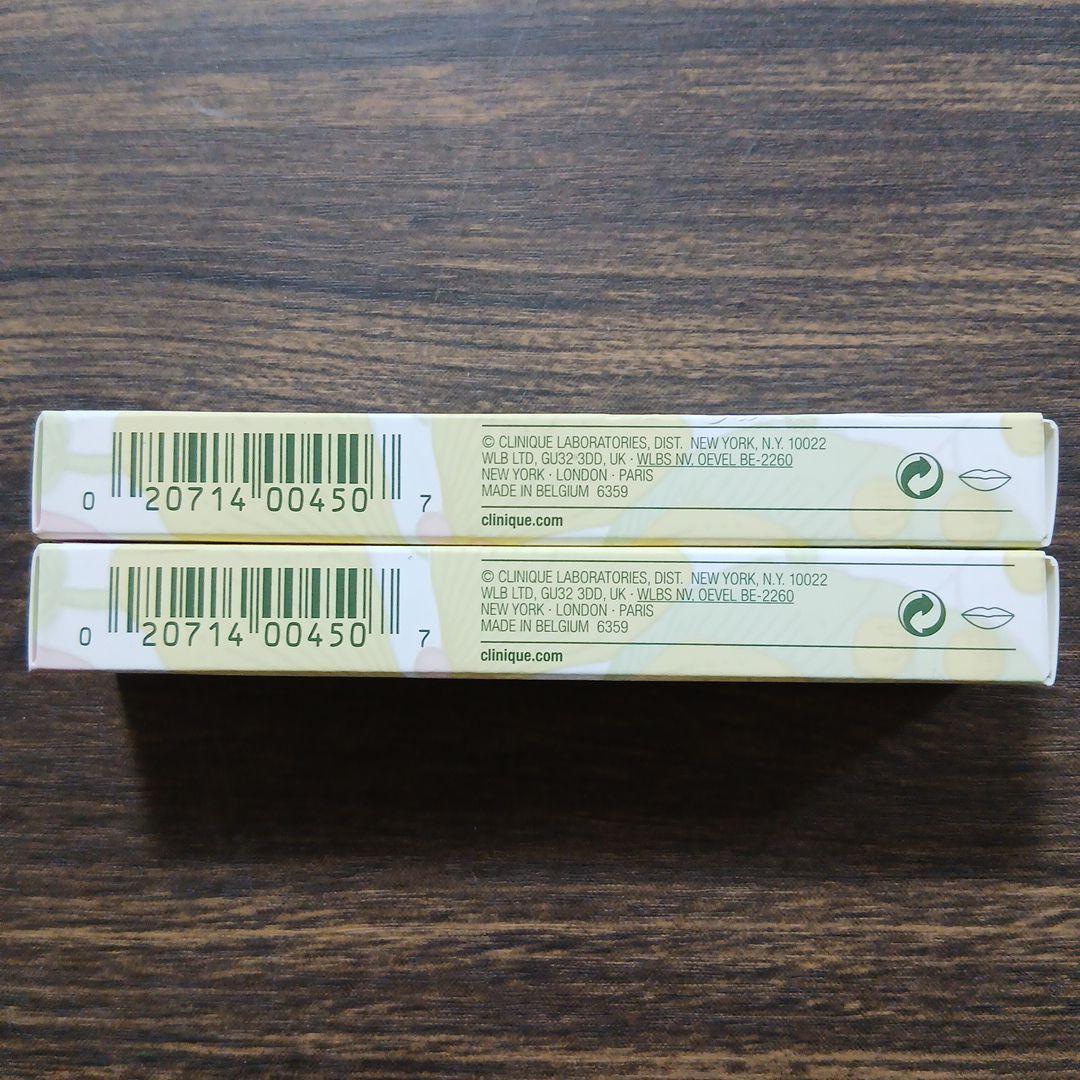 0 20714 00450 7
© CLINIQUE LABORATORIES, DIST. NEW YORK, N.Y. 10022
WLB LTD, GU32 3DD, UK · WLBS NV, OEVEL BE-2260
NEW YORK · LONDON · PARIS
MADE IN BELGIUM 6359
clinique.com
0 20714 00450 7
© CLINIQUE LABORATORIES, DIST. NEW YORK, N.Y. 10022
WLB LTD, GU32 3DD, UK · WLBS NV, OEVEL BE-2260
NEW YORK · LONDON · PARIS
MADE IN BELGIUM 6359
clinique.com